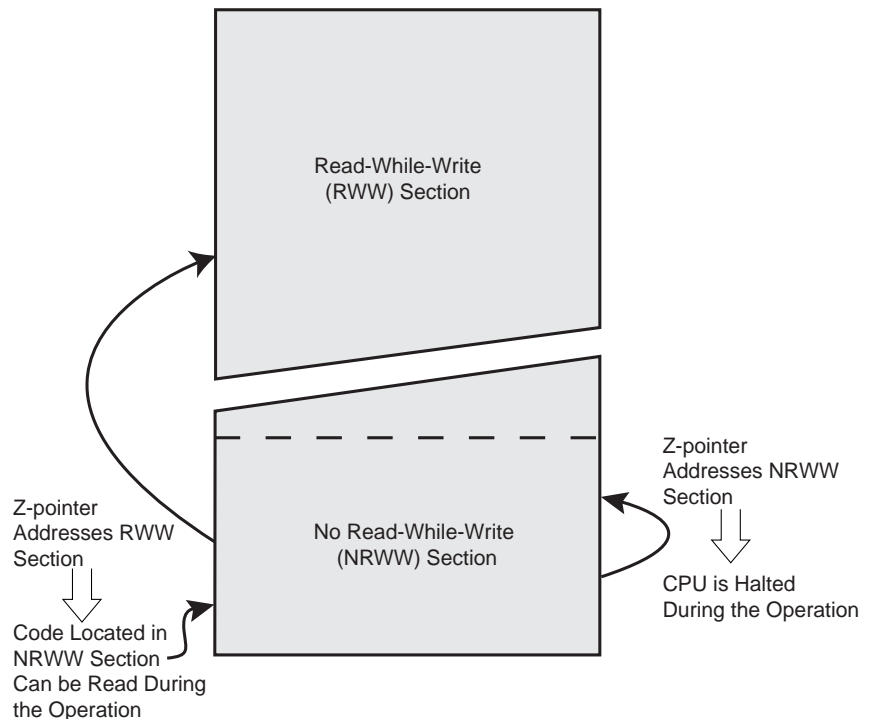 Read-While-Write
(RWW) Section
Z-pointer
Addresses NRWW
Section
Z-pointer
Addresses RWW
Section
No Read-While-Write
(NRWW) Section
CPU is Halted
During the Operation
Code Located in
NRWW Section
Can be Read During
the Operation